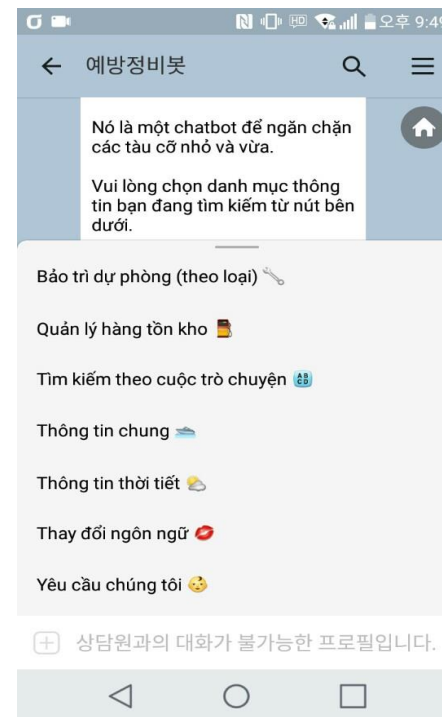 오후 9:49
예방정비봇
Nó là một chatbot để ngăn chặn
các tàu cỡ nhỏ và vừa.
Vui lòng chọn danh mục thông
tin bạn đang tìm kiếm từ nút bên
dưới.
Bảo trì dự phòng (theo loại)
Quản lý hàng tồn kho
Tìm kiếm theo cuộc trò chuyện
Thông tin chung
Thông tin thời tiết
Thay đổi ngôn ngữ
Yêu cầu chúng tôi
상담원과의 대화가 불가능한 프로필입니다.